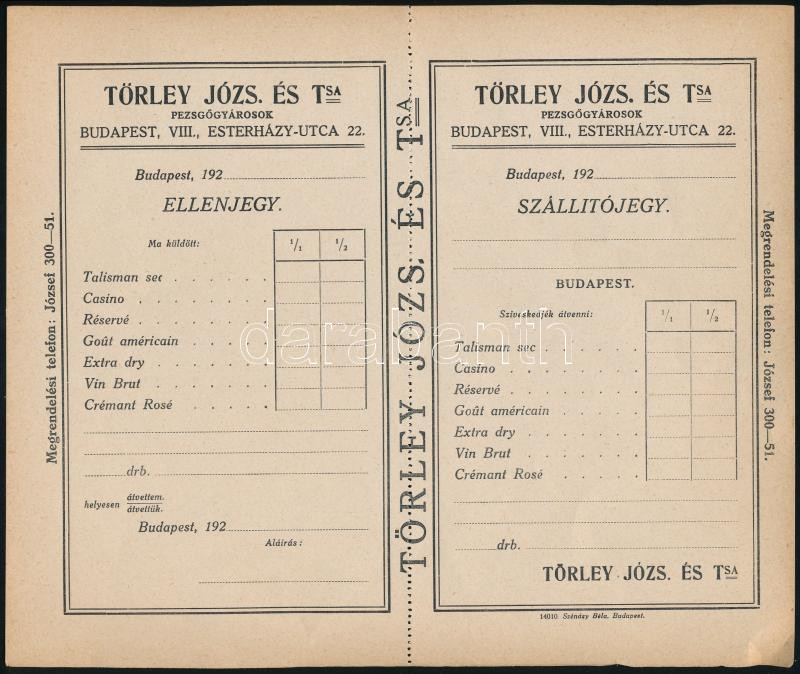 TÖRLEY JÓZS. ÉS TSA
PEZSGŐGYÁROSOK
BUDAPEST, VIII., ESTERHÁZY-UTCA 22.
Budapest, 192
ELLENJEGY.
Ma küldött:
1/1 1/2
Talisman sec
Casino
Réservé
Goût américain
Extra dry
Vin Brut
Crémant Rosé
drb.
helyesen átvettem.
átvettük.
Budapest, 192
Aláirás:
Megrendelési telefon: József 300—51.
TÖRLEY JÓZS. ÉS TSA
TÖRLEY JÓZS. ÉS TSA
PEZSGŐGYÁROSOK
BUDAPEST, VIII., ESTERHÁZY-UTCA 22.
Budapest, 192
SZÁLLITÓJEGY.
BUDAPEST.
Sziveskedjék átvenni:
1/1 1/2
Talisman sec
Casino
Réservé
Goût américain
Extra dry
Vin Brut
Crémant Rosé
drb.
TÖRLEY JÓZS. ÉS TSA
Megrendelési telefon: József 300—51.
14010 Szénásy Béla, Budapest.
darabanth